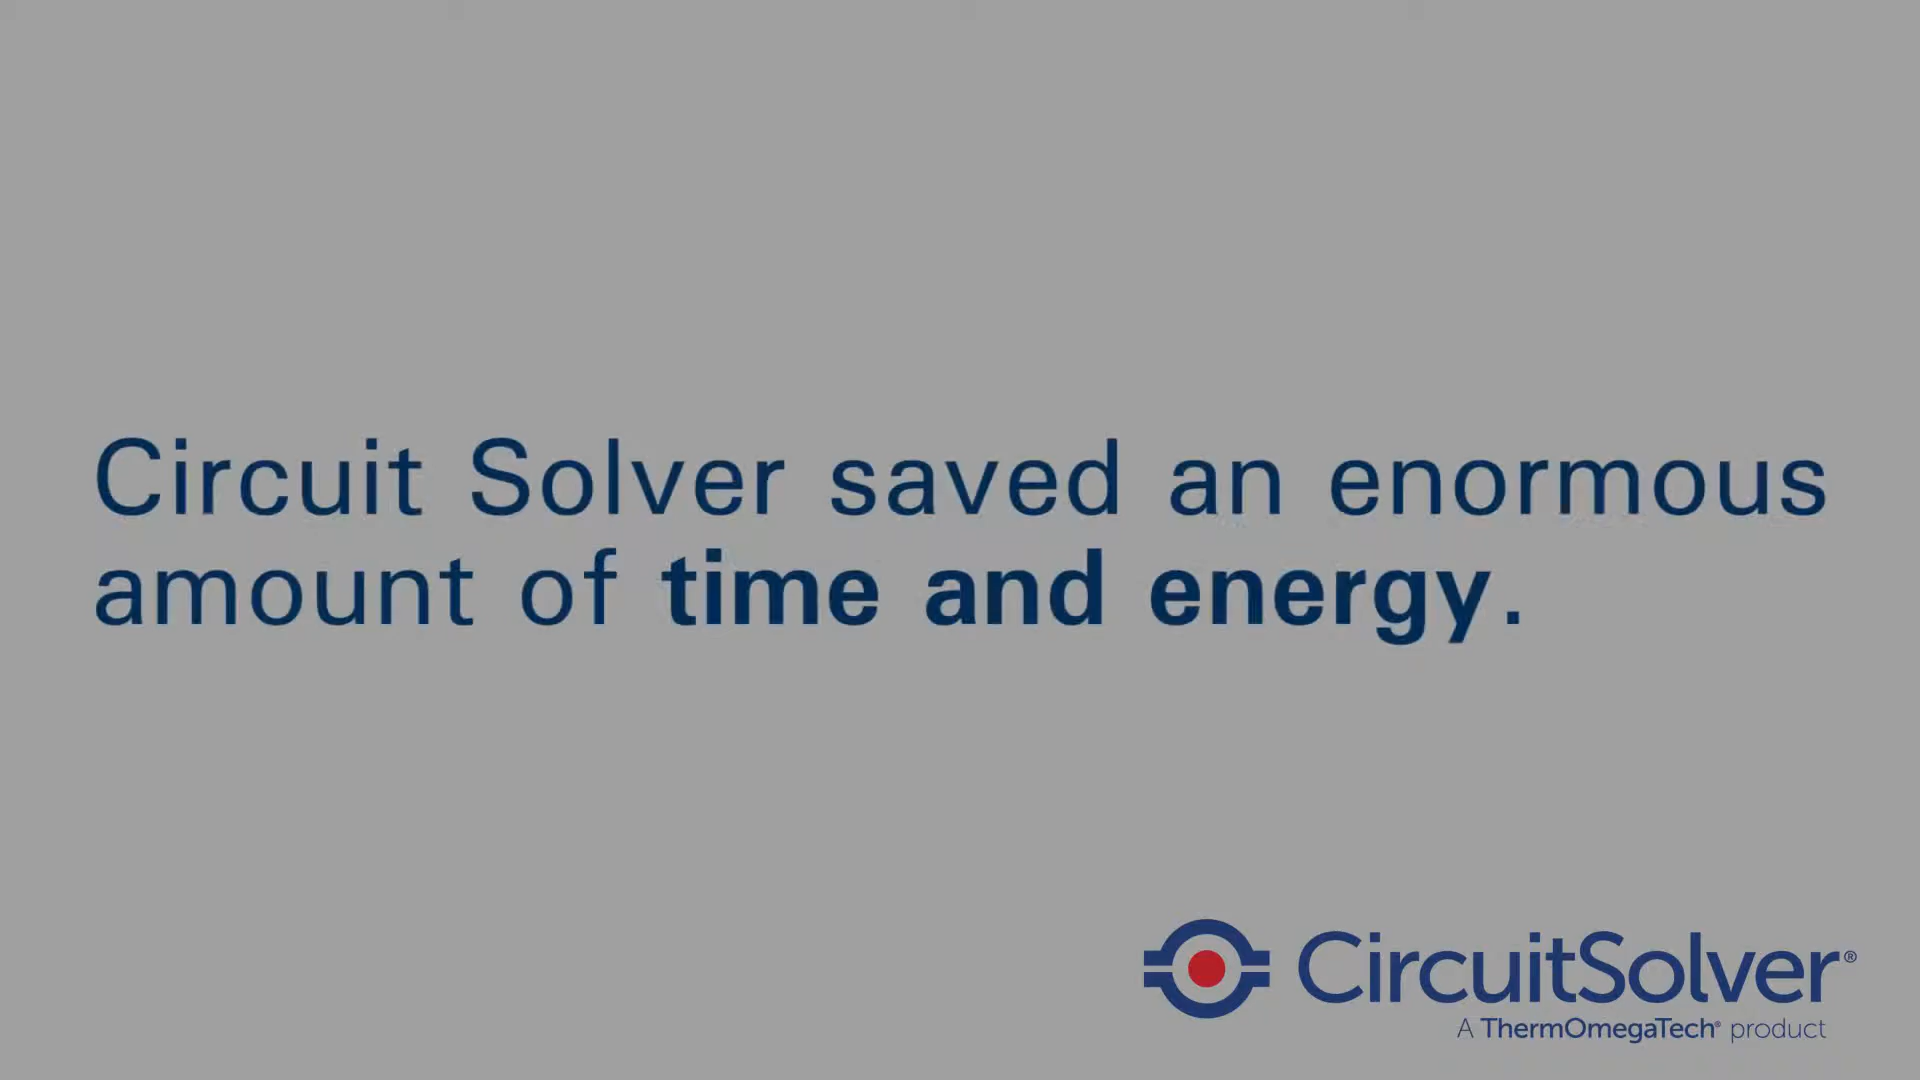 Circuit Solver saved an enormous
amount of time and energy.
CircuitSolver®
A ThermOmegaTech® product